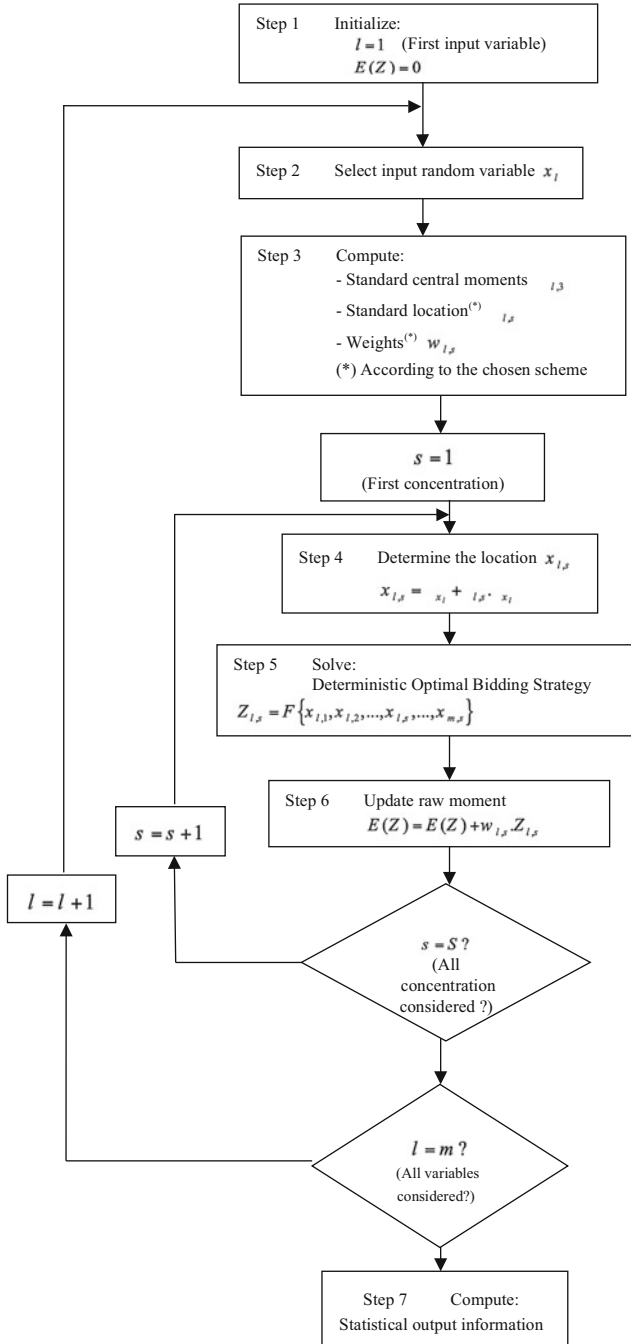 Step 1 Initialize:
l = 1 (First input variable)
E(Z) = 0
Step 2 Select input random variable x_l
Step 3 Compute:
- Standard central moments l,3
- Standard location(*) l,s
- Weights(*) w_l,s
(*) According to the chosen scheme
s = 1
(First concentration)
Step 4 Determine the location x_l,s
x_l,s = x_l + l,s . x_l
Step 5 Solve:
Deterministic Optimal Bidding Strategy
Z_l,s = F{x_l,1, x_l,2, ..., x_l,s, ..., x_m,s}
Step 6 Update raw moment
E(Z) = E(Z) + w_l,s . Z_l,s
s = s + 1
l = l + 1
s = S ?
(All
concentration
considered ?)
l = m ?
(All variables
considered?)
Step 7 Compute:
Statistical output information